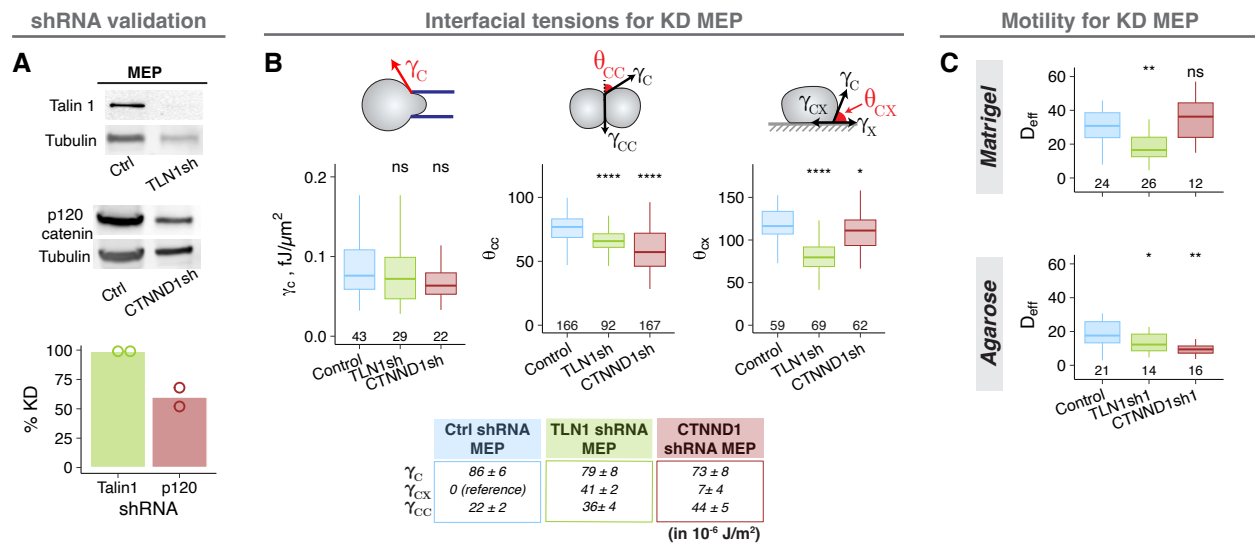 shRNA validation
Interfacial tensions for KD MEP
Motility for KD MEP
A
MEP
Talin 1
Tubulin
Ctrl
TLN1sh
p120
catenin
Tubulin
Ctrl
CTNND1sh
% KD
100
75
50
25
0
Talin1
p120
shRNA
B
γC
θCC
γC
γCC
γC
γCX
θCX
γX
γc , fJ/μm²
0.2
0.1
0.0
ns
ns
43
29
22
Control
TLN1sh
CTNND1sh
θcc
100
50
0
****
****
166
92
167
Control
TLN1sh
CTNND1sh
θcx
150
100
50
0
****
*
59
69
62
Control
TLN1sh
CTNND1sh
Ctrl shRNA MEP
TLN1 shRNA MEP
CTNND1 shRNA MEP
γC 86 ± 6 79 ± 8 73 ± 8
γCX 0 (reference) 41 ± 2 7± 4
γCC 22 ± 2 36± 4 44 ± 5
(in 10⁻⁶ J/m²)
C
Matrigel
Deff
60
40
20
0
**
ns
24
26
12
Agarose
Deff
60
40
20
0
*
**
21
14
16
Control
TLN1sh1
CTNND1sh1